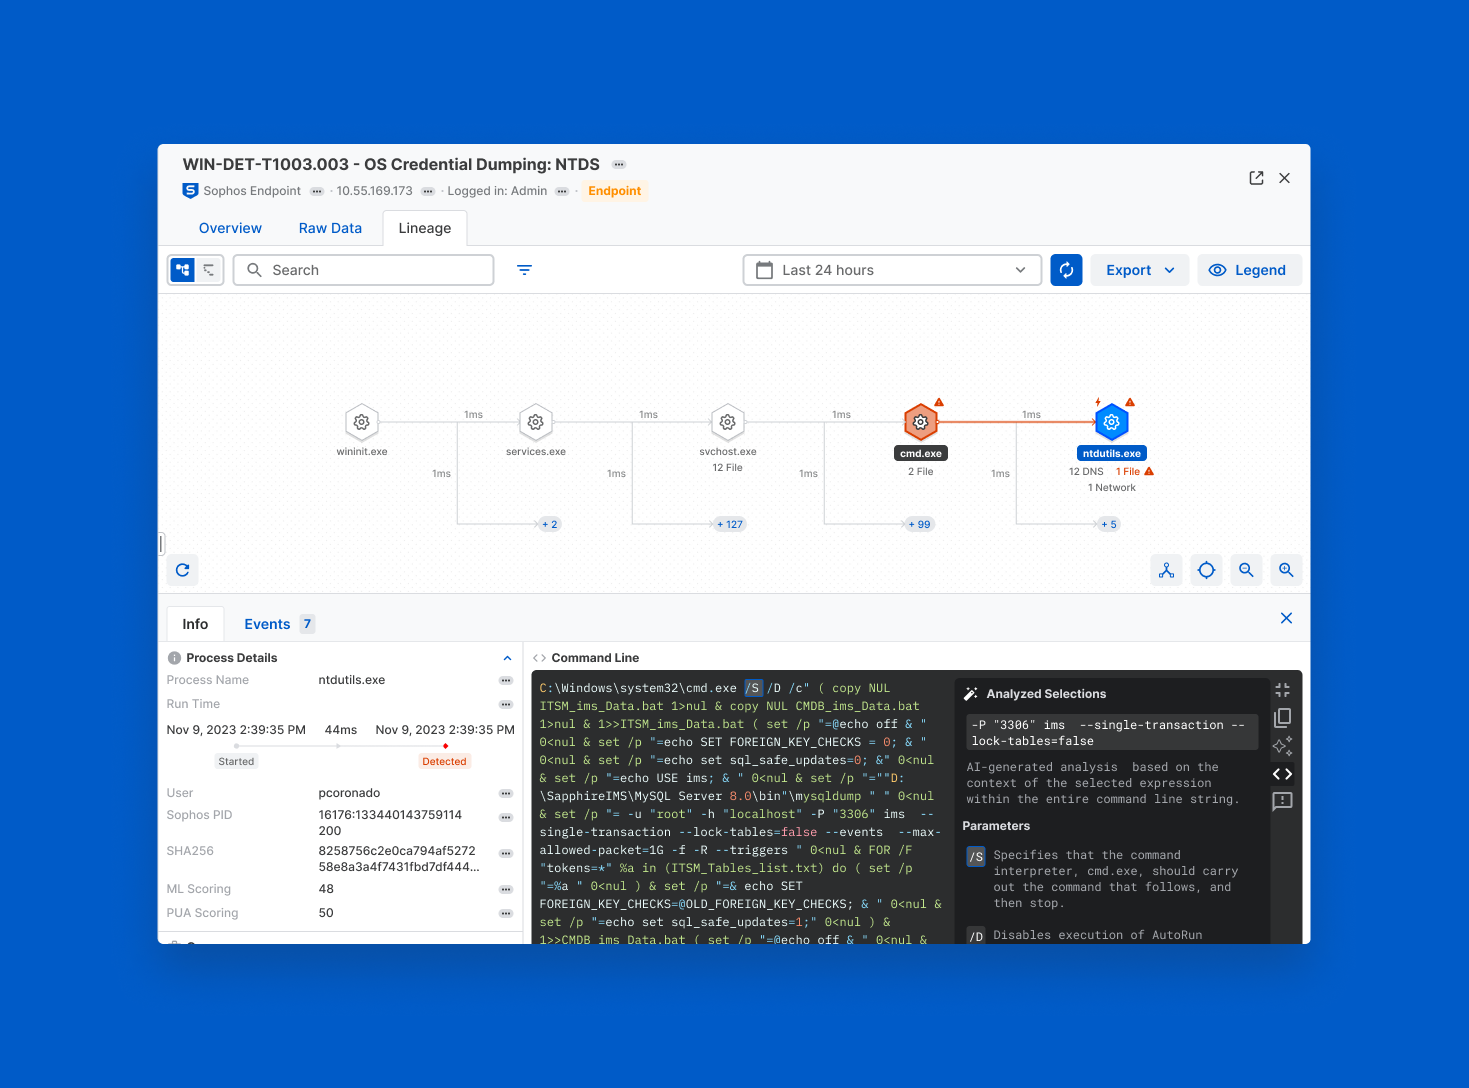 WIN-DET-T1003.003 - OS Credential Dumping: NTDS
Sophos Endpoint · 10.55.169.173 · Logged in: Admin · Endpoint
Overview Raw Data Lineage
Search Last 24 hours Export Legend
1ms 1ms 1ms 1ms
wininit.exe services.exe svchost.exe cmd.exe ntdutils.exe
12 File 2 File 12 DNS 1 File
1ms 1ms 1ms 1ms
1 Network
+ 2 + 127 + 99 + 5
Info Events 7
Process Details
Process Name ntdutils.exe
Run Time
Nov 9, 2023 2:39:35 PM 44ms Nov 9, 2023 2:39:35 PM
Started Detected
User pcoronado
Sophos PID 16176:133440143759114
200
SHA256 8258756c2e0ca794af5272
58e8a3a4f7431fbd7df444...
ML Scoring 48
PUA Scoring 50
Command Line
C:\Windows\system32\cmd.exe /S /D /c" ( copy NUL
ITSM_ims_Data.bat 1>nul & copy NUL CMDB_ims_Data.bat
1>nul & 1>>ITSM_ims_Data.bat ( set /p "=@echo off & "
0<nul & set /p "=echo SET FOREIGN_KEY_CHECKS = 0; & "
0<nul & set /p "=echo set sql_safe_updates=0; &" 0<nul
& set /p "=echo USE ims; & " 0<nul & set /p "=""D:
\SapphireIMS\MySQL Server 8.0\bin"\mysqldump " " 0<nul
& set /p "= -u "root" -h "localhost" -P "3306" ims --
single-transaction --lock-tables=false --events --max-
allowed-packet=1G -f -R --triggers " 0<nul & FOR /F
"tokens=*" %a in (ITSM_Tables_list.txt) do ( set /p
"=%a " 0<nul ) & set /p "=& echo SET
FOREIGN_KEY_CHECKS=@OLD_FOREIGN_KEY_CHECKS; & " 0<nul &
set /p "=echo set sql_safe_updates=1;" 0<nul ) &
1>>CMDB_ims_Data.bat ( set /p "=@echo off & " 0<nul &
Analyzed Selections
-P "3306" ims --single-transaction --
lock-tables=false
AI-generated analysis based on the
context of the selected expression
within the entire command line string.
Parameters
/S Specifies that the command
interpreter, cmd.exe, should carry
out the command that follows, and
then stop.
/D Disables execution of AutoRun